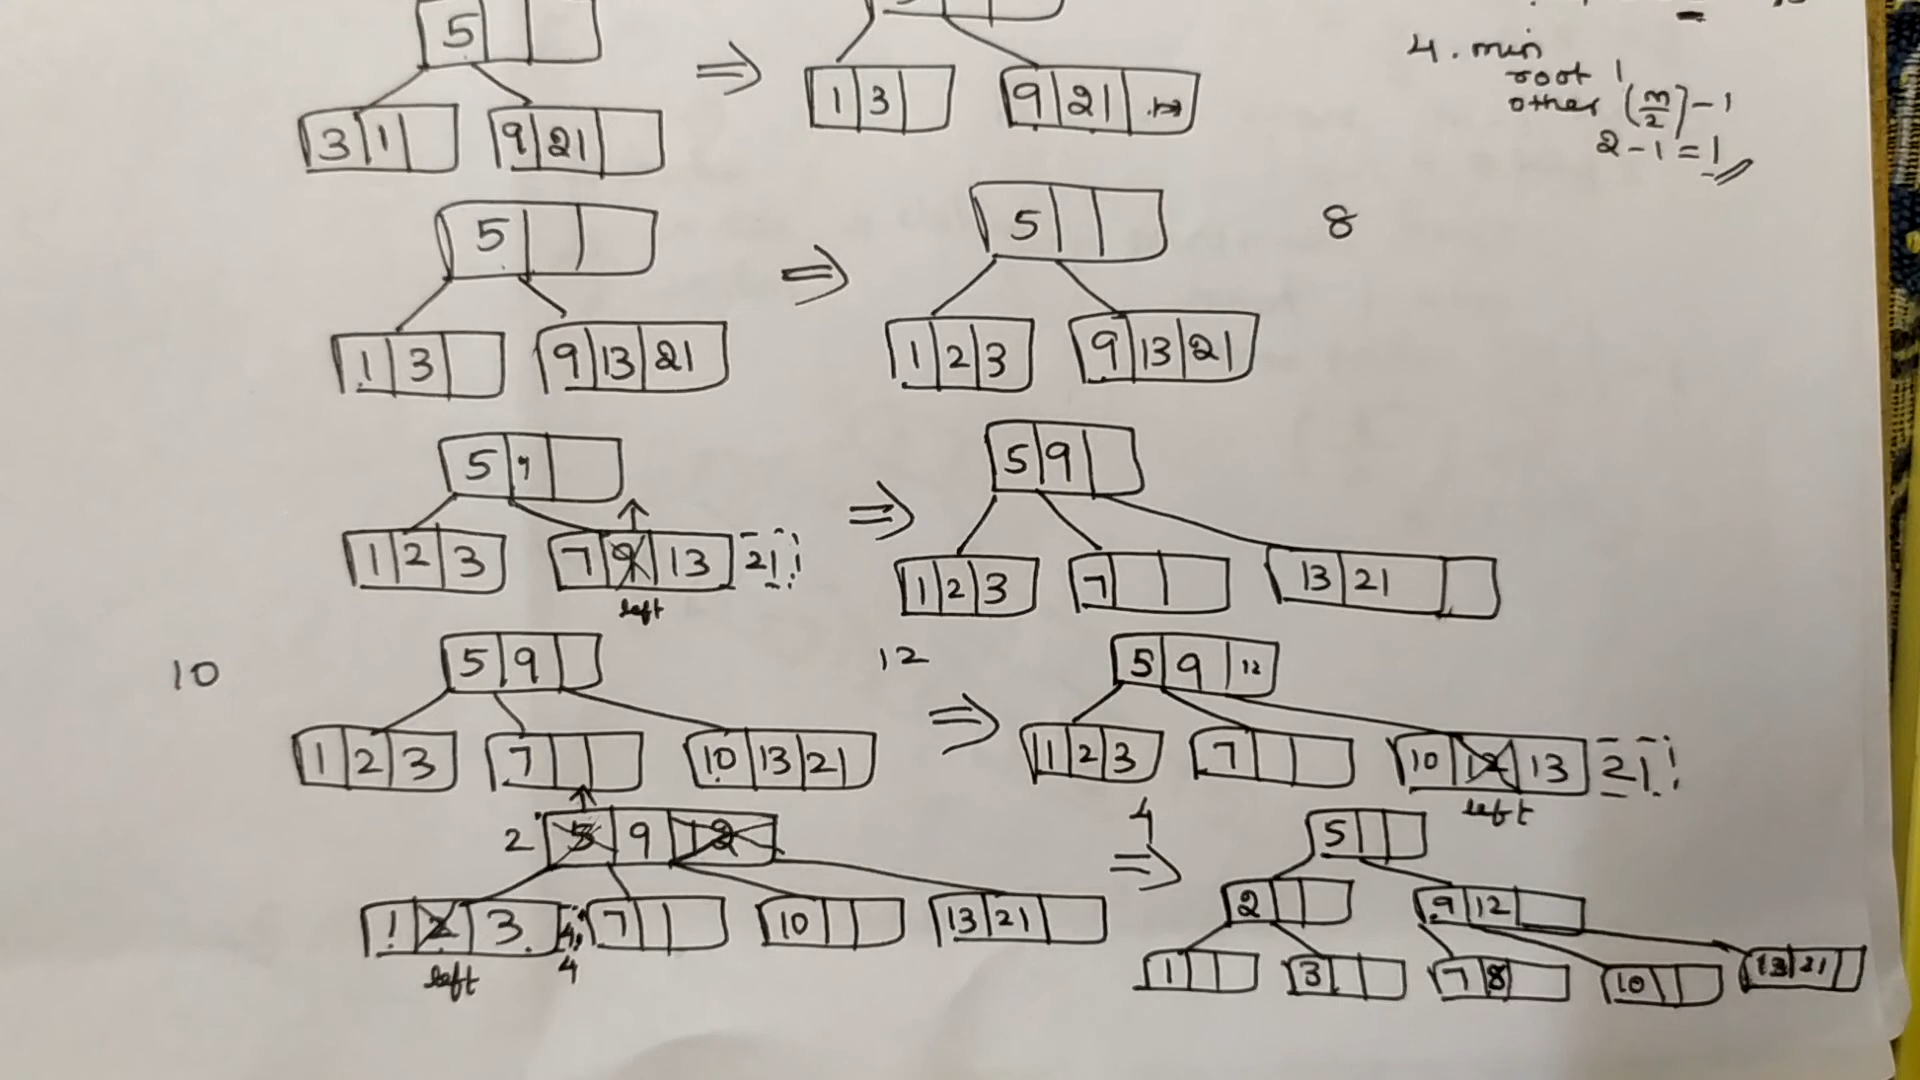 5
4. min
root 1
other (m/2]-1
2-1=1
3 1 9 21
1 3 9 21
5
5
8
1 3 9 13 21
1 2 3 9 13 21
5
5 9
1 2 3 7 9 13 21
left
1 2 3 7 13 21
10
5 9
12
5 9 12
1 2 3 7 10 13 21
1 2 3 7 10 12 13 21
left
2 5 9 12
4
5
2 9 12
1 2 3 4 7 10 13 21
left 4
1 3 7 8 10 13 21